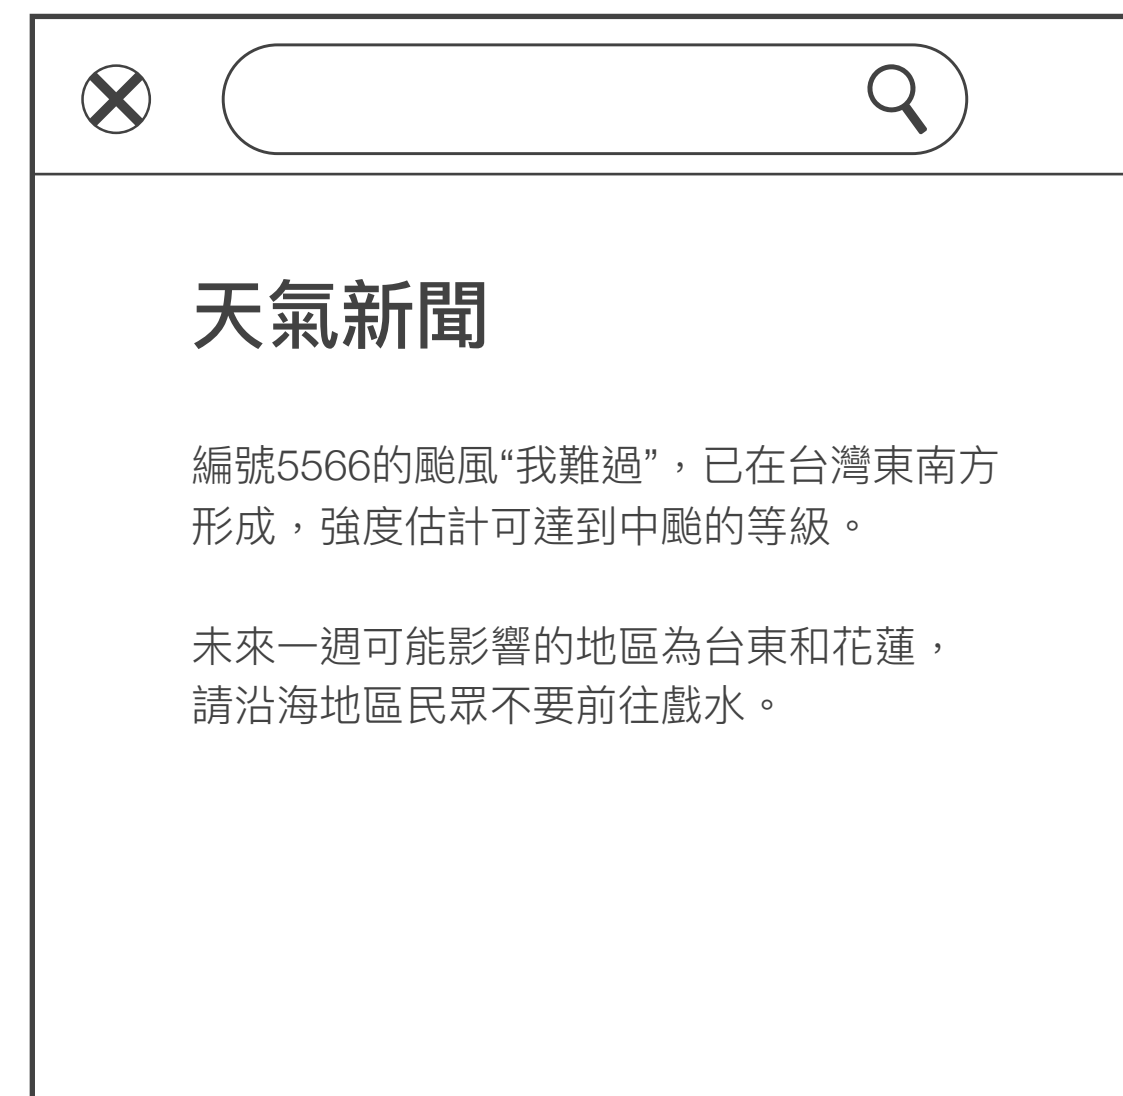 天氣新聞
編號5566的颱風“我難過”，已在台灣東南方
形成，強度估計可達到中颱的等級。
未來一週可能影響的地區為台東和花蓮，
請沿海地區民眾不要前往戲水。